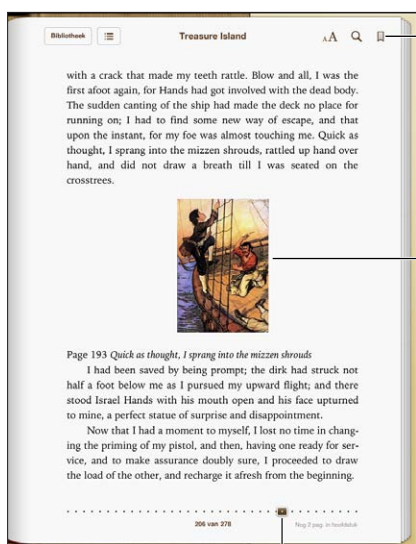 Bibliotheek
Treasure Island
AA
with a crack that made my teeth rattle. Blow and all, I was the
first afoot again, for Hands had got involved with the dead body.
The sudden canting of the ship had made the deck no place for
running on; I had to find some new way of escape, and that
upon the instant, for my foe was almost touching me. Quick as
thought, I sprang into the mizzen shrouds, rattled up hand over
hand, and did not draw a breath till I was seated on the
crosstrees.
Page 193 Quick as thought, I sprang into the mizzen shrouds
I had been saved by being prompt; the dirk had struck not
half a foot below me as I pursued my upward flight; and there
stood Israel Hands with his mouth open and his face upturned
to mine, a perfect statue of surprise and disappointment.
Now that I had a moment to myself, I lost no time in chang-
ing the priming of my pistol, and then, having one ready for ser-
vice, and to make assurance doubly sure, I proceeded to draw
the load of the other, and recharge it afresh from the beginning.
206 van 278
Nog 2 pag. in hoofdstuk